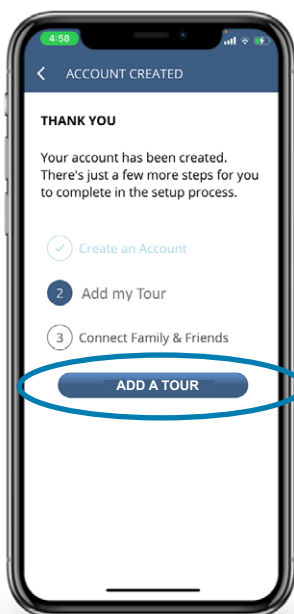 4:58
ACCOUNT CREATED
THANK YOU
Your account has been created.
There's just a few more steps for you
to complete in the setup process.
Create an Account
2 Add my Tour
3 Connect Family & Friends
ADD A TOUR